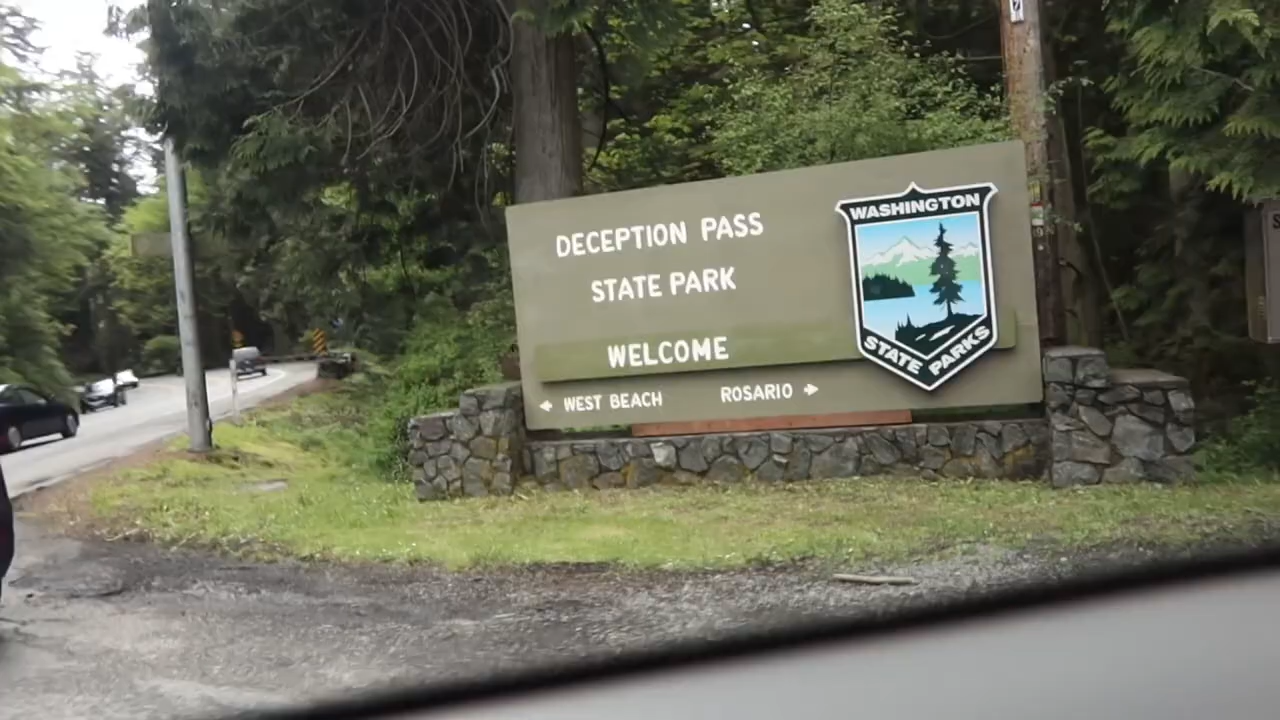 DECEPTION PASS
STATE PARK
WELCOME
WEST BEACH
ROSARIO
WASHINGTON
STATE PARKS